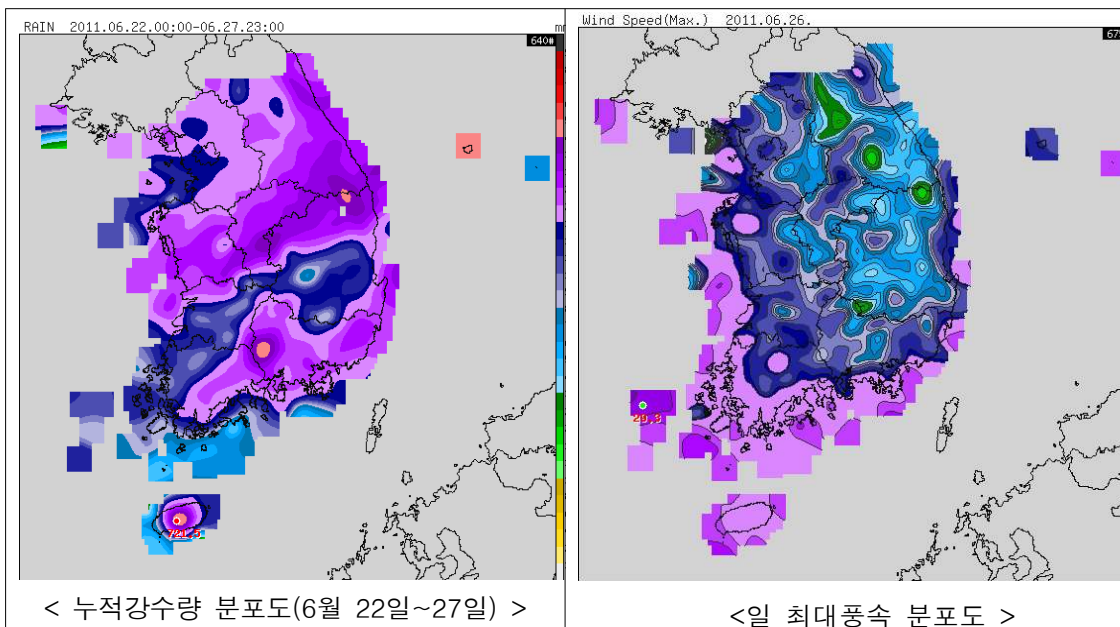 RAIN 2011.06.22.00:00-06.27.23:00
640#
Wind Speed(Max.) 2011.06.26.
29.3
< 누적강수량 분포도(6월 22일~27일) >
<일 최대풍속 분포도 >